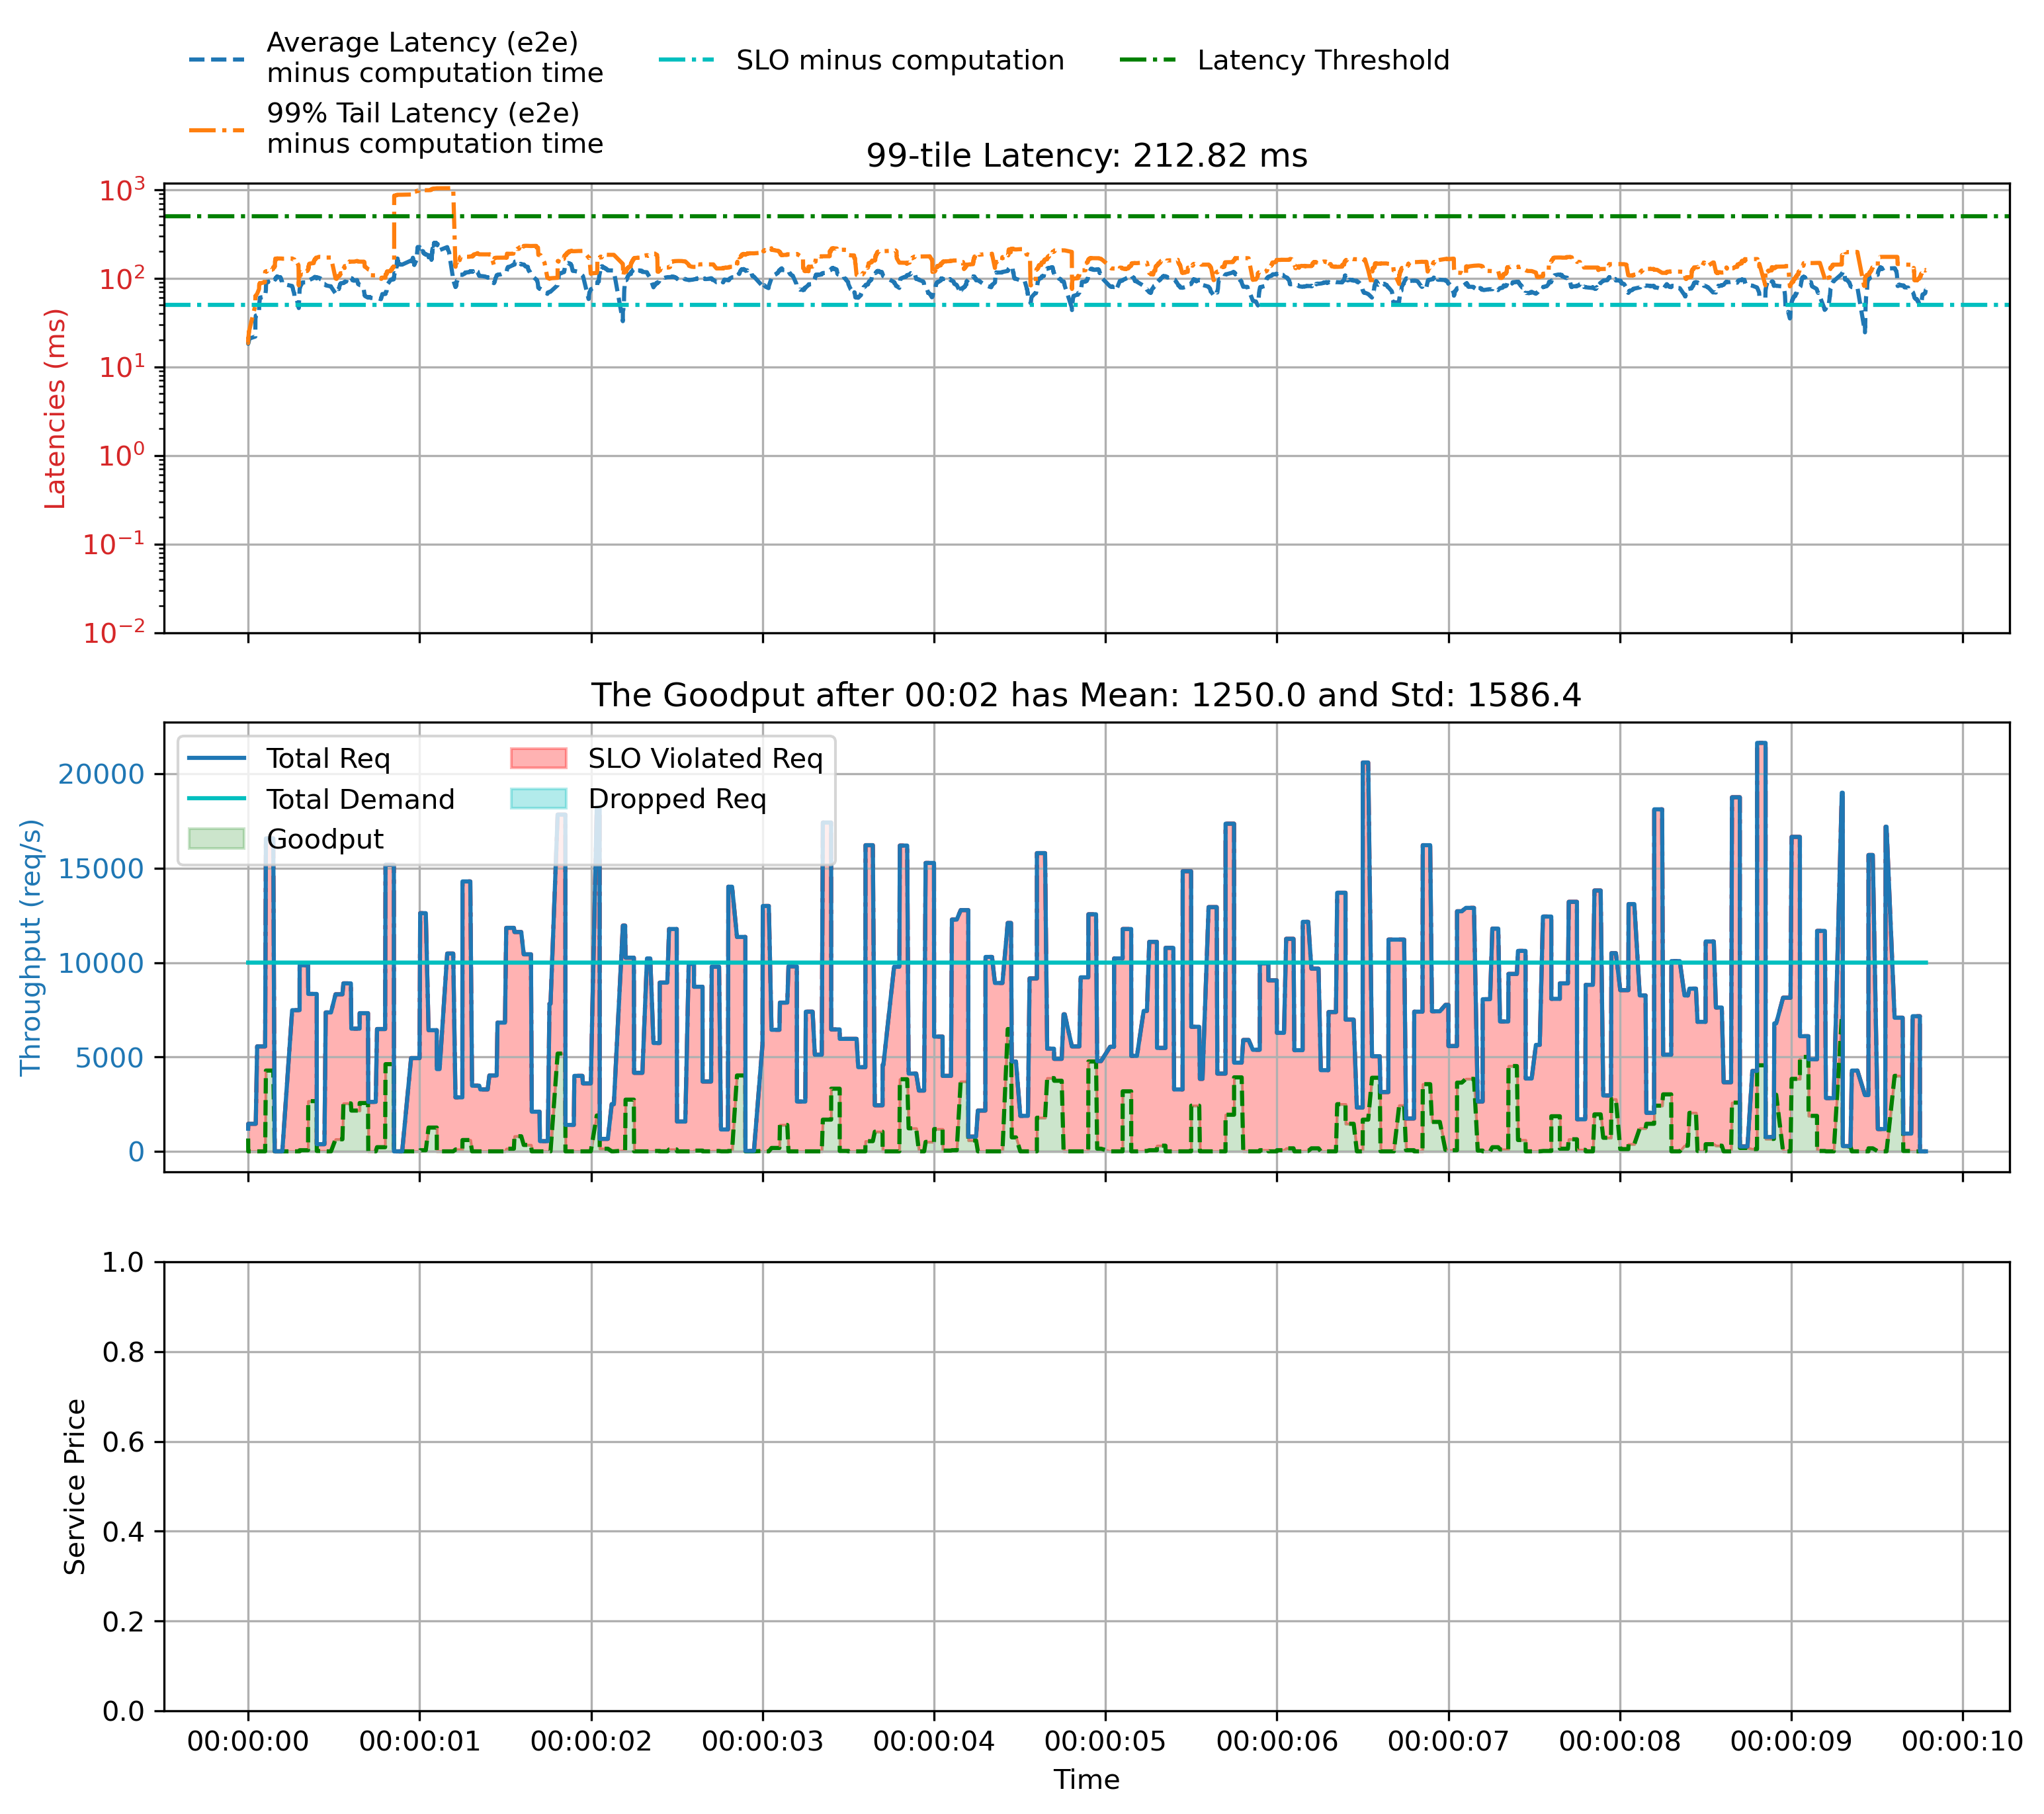 Average Latency (e2e)
minus computation time
99% Tail Latency (e2e)
minus computation time
SLO minus computation
Latency Threshold
99-tile Latency: 212.82 ms
10³
10²
10¹
10⁰
10⁻¹
10⁻²
Latencies (ms)
The Goodput after 00:02 has Mean: 1250.0 and Std: 1586.4
Total Req
Total Demand
Goodput
SLO Violated Req
Dropped Req
20000
15000
10000
5000
0
Throughput (req/s)
1.0
0.8
0.6
0.4
0.2
0.0
Service Price
00:00:00 00:00:01 00:00:02 00:00:03 00:00:04 00:00:05 00:00:06 00:00:07 00:00:08 00:00:09 00:00:10
Time